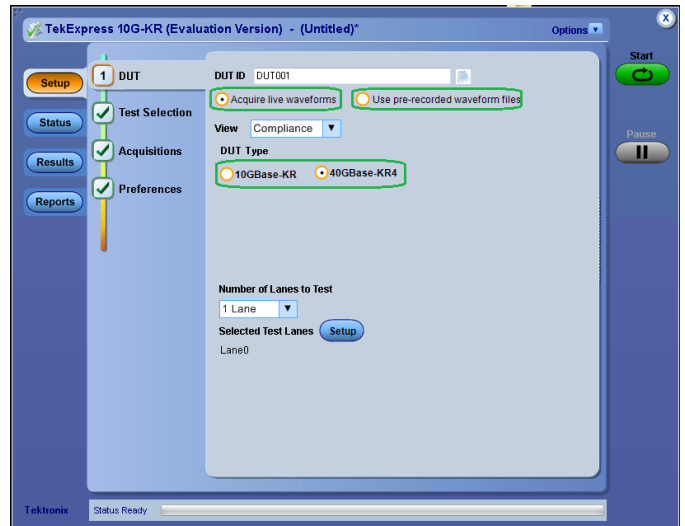 TekExpress 10G-KR (Evaluation Version) - (Untitled)*
Options
Start
Setup
Status
Results
Reports
1 DUT
Test Selection
Acquisitions
Preferences
DUT ID DUT001
Acquire live waveforms Use pre-recorded waveform files
View Compliance
DUT Type
10GBase-KR 40GBase-KR4
Pause
Number of Lanes to Test
1 Lane
Selected Test Lanes Setup
Lane0
Tektronix Status Ready